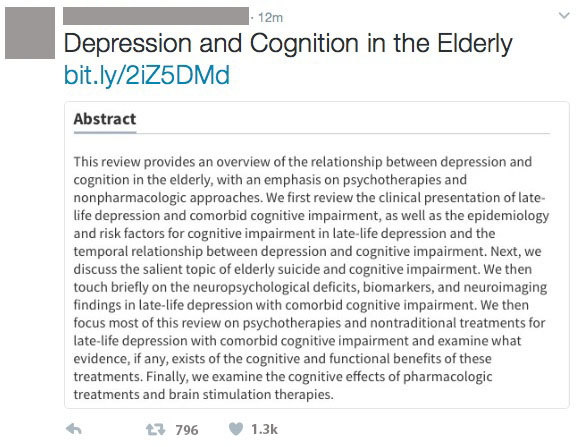 · 12m
Depression and Cognition in the Elderly
bit.ly/2iZ5DMd
Abstract
This review provides an overview of the relationship between depression and
cognition in the elderly, with an emphasis on psychotherapies and
nonpharmacologic approaches. We first review the clinical presentation of late-
life depression and comorbid cognitive impairment, as well as the epidemiology
and risk factors for cognitive impairment in late-life depression and the
temporal relationship between depression and cognitive impairment. Next, we
discuss the salient topic of elderly suicide and cognitive impairment. We then
touch briefly on the neuropsychological deficits, biomarkers, and neuroimaging
findings in late-life depression with comorbid cognitive impairment. We then
focus most of this review on psychotherapies and nontraditional treatments for
late-life depression with comorbid cognitive impairment and examine what
evidence, if any, exists of the cognitive and functional benefits of these
treatments. Finally, we examine the cognitive effects of pharmacologic
treatments and brain stimulation therapies.
796 1.3k